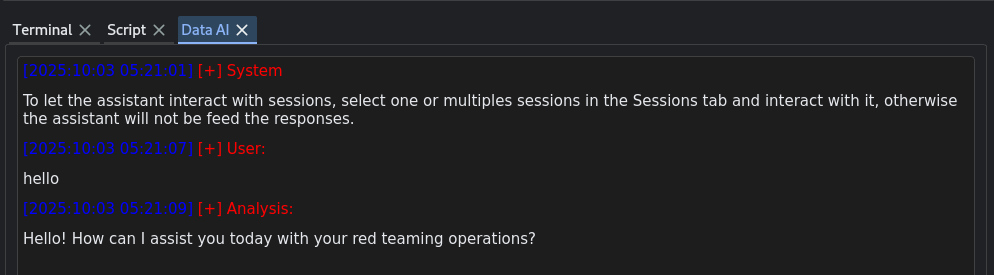 Terminal × Script × Data AI ×
[2025:10:03 05:21:01] [+] System
To let the assistant interact with sessions, select one or multiples sessions in the Sessions tab and interact with it, otherwise
the assistant will not be feed the responses.
[2025:10:03 05:21:07] [+] User:
hello
[2025:10:03 05:21:09] [+] Analysis:
Hello! How can I assist you today with your red teaming operations?